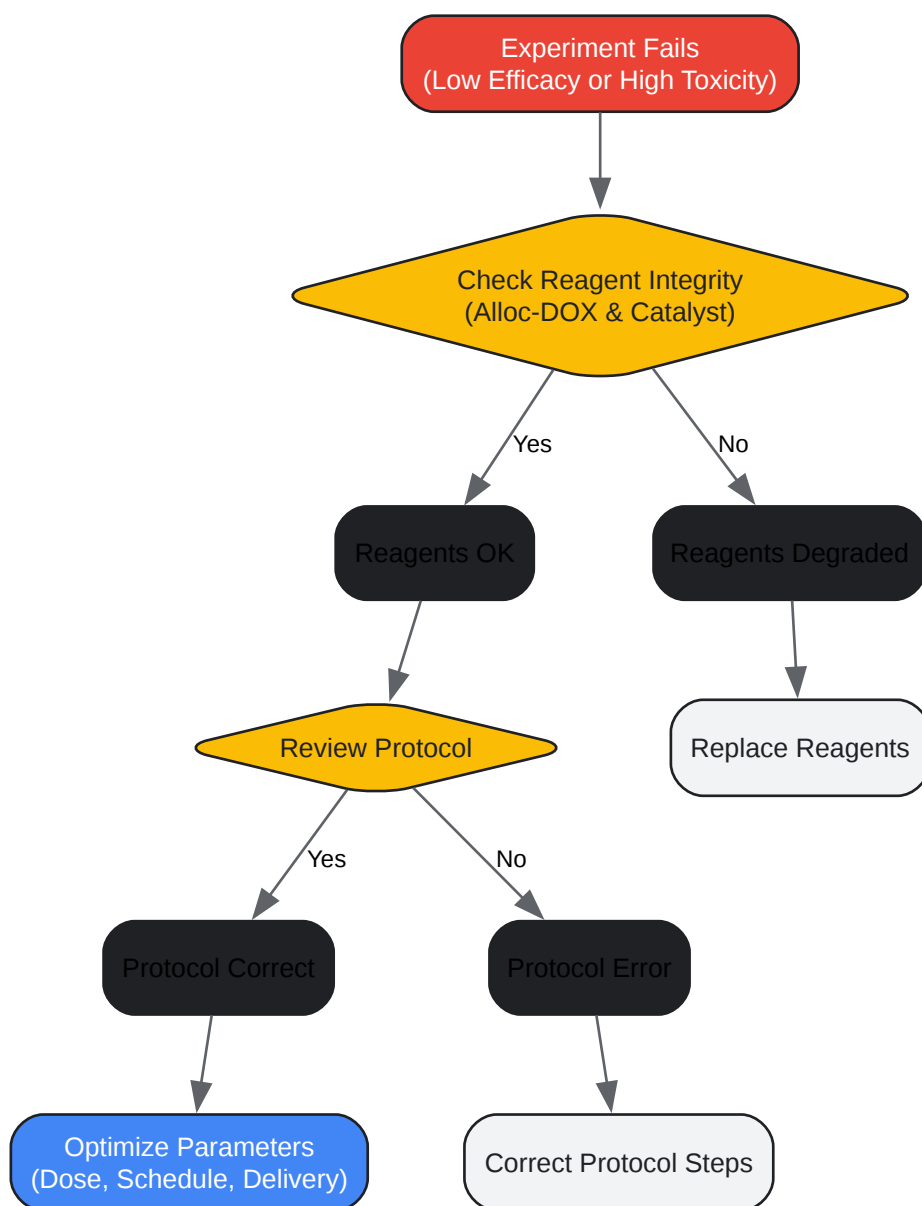 Experiment Fails
(Low Efficacy or High Toxicity)
Check Reagent Integrity
(Alloc-DOX & Catalyst)
Yes
No
Reagents OK
Reagents Degraded
Review Protocol
Replace Reagents
Yes
No
Protocol Correct
Protocol Error
Optimize Parameters
(Dose, Schedule, Delivery)
Correct Protocol Steps